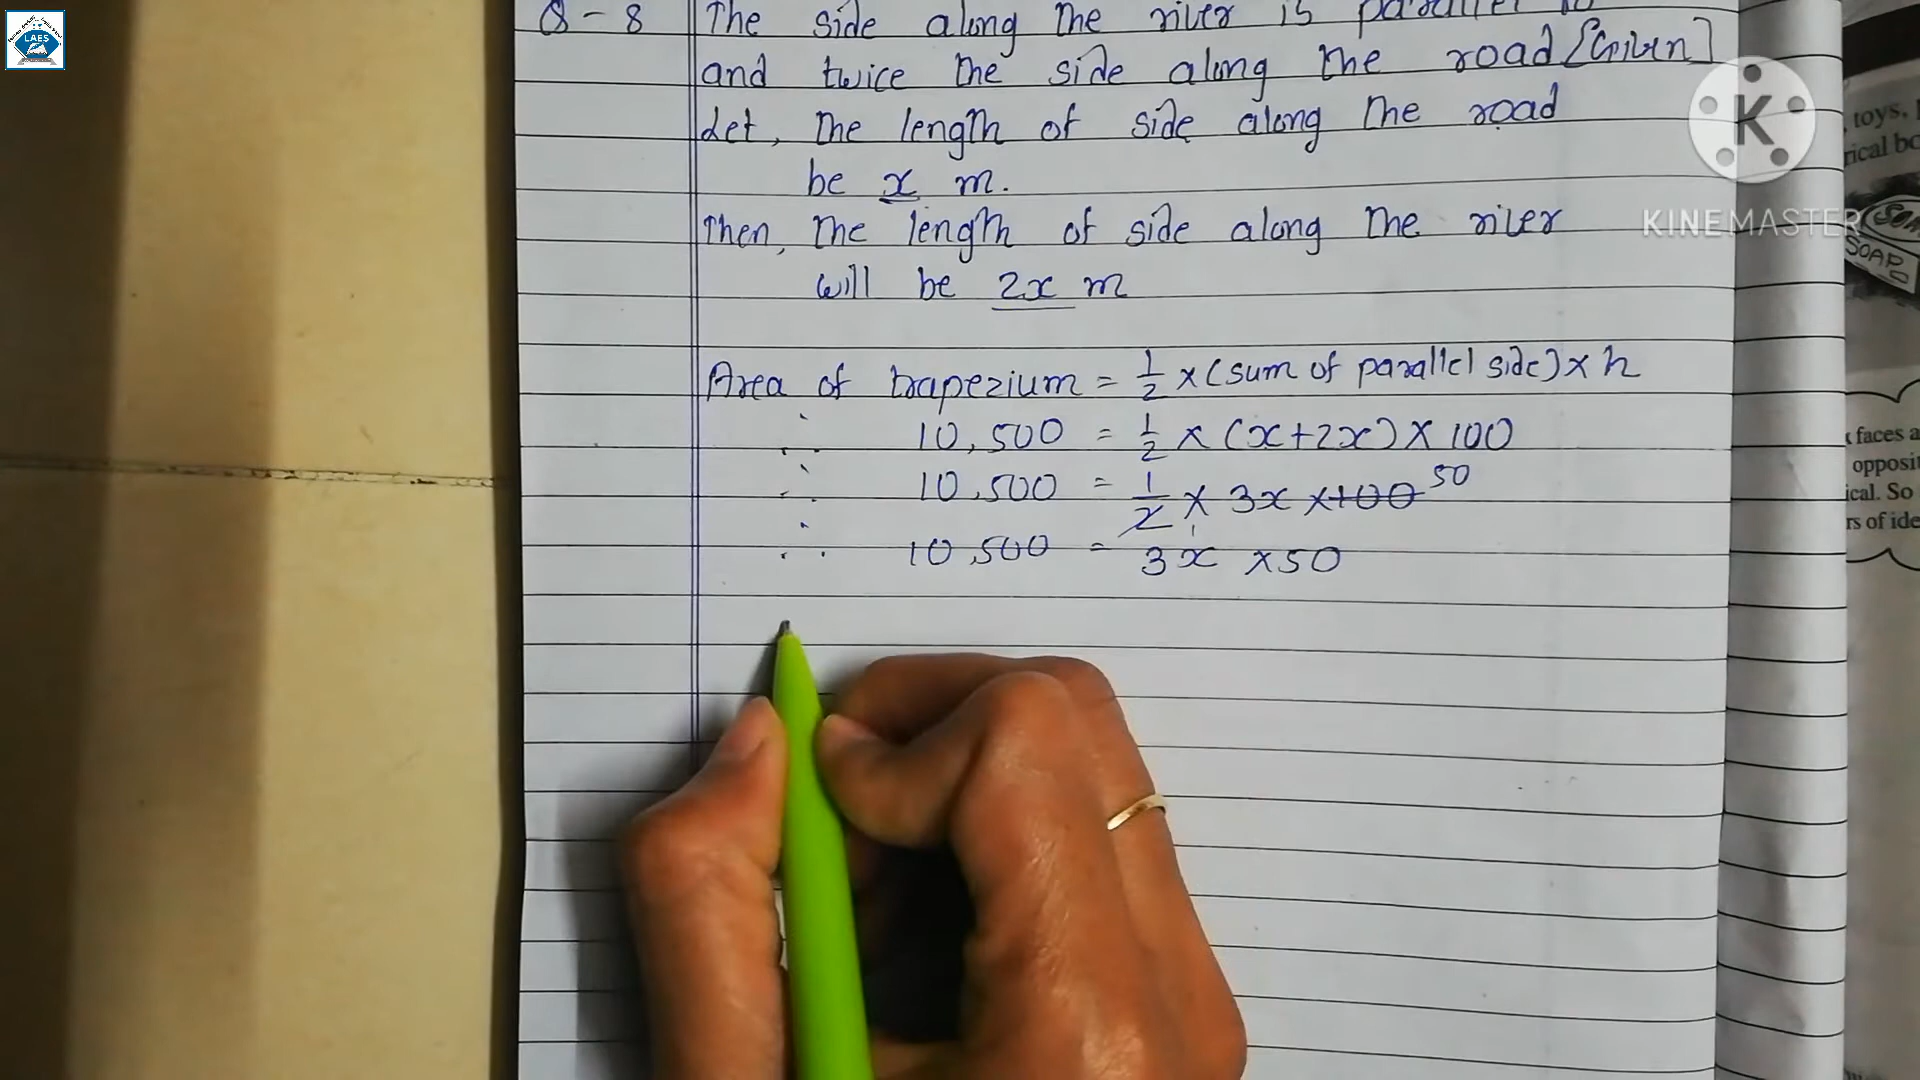 LAES
Q - 8 The side along the river is parallel to
and twice the side along the road [Given]
Let, the length of side along the road
be x m.
Then, the length of side along the river
will be 2x m
Area of trapezium = 1/2 × (sum of parallel side) × h
∴ 10,500 = 1/2 × (x+2x) × 100
∴ 10,500 = 1/2 × 3x × 100 50
1
∴ 10,500 = 3x × 50
K
KINEMASTER
toys.
rical bo
SOAP
faces a
opposit
ical. So
rs of ide